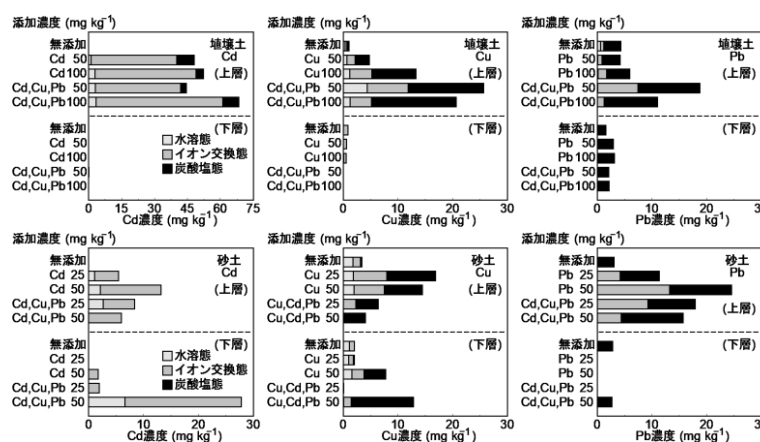 添加濃度 (mg kg⁻¹)
無添加
Cd 50
Cd 100
Cd,Cu,Pb 50
Cd,Cu,Pb 100
埴壌土
Cd
(上層)
無添加
Cd 50
Cd 100
Cd,Cu,Pb 50
Cd,Cu,Pb 100
(下層)
水溶態
イオン交換態
炭酸塩態
0 15 30 45 60 75
Cd濃度 (mg kg⁻¹)
添加濃度 (mg kg⁻¹)
無添加
Cu 50
Cu100
Cd,Cu,Pb 50
Cd,Cu,Pb100
埴壌土
Cu
(上層)
無添加
Cu 50
Cu100
Cd,Cu,Pb 50
Cd,Cu,Pb100
(下層)
0 10 20 30
Cu濃度 (mg kg⁻¹)
添加濃度 (mg kg⁻¹)
無添加
Pb 50
Pb 100
Cd,Cu,Pb 50
Cd,Cu,Pb 100
埴壌土
Pb
(上層)
無添加
Pb 50
Pb 100
Cd,Cu,Pb 50
Cd,Cu,Pb 100
(下層)
0 10 20 30
Pb濃度 (mg kg⁻¹)
添加濃度 (mg kg⁻¹)
無添加
Cd 25
Cd 50
Cd,Cu,Pb 25
Cd,Cu,Pb 50
砂土
Cd
(上層)
無添加
Cd 25
Cd 50
Cd,Cu,Pb 25
Cd,Cu,Pb 50
(下層)
水溶態
イオン交換態
炭酸塩態
0 10 20 30
Cd濃度 (mg kg⁻¹)
添加濃度 (mg kg⁻¹)
無添加
Cu 25
Cu 50
Cu,Cd,Pb 25
Cu,Cd,Pb 50
砂土
Cu
(上層)
無添加
Cu 25
Cu 50
Cu,Cd,Pb 25
Cu,Cd,Pb 50
(下層)
0 10 20 30
Cu濃度 (mg kg⁻¹)
添加濃度 (mg kg⁻¹)
無添加
Pb 25
Pb 50
Cd,Cu,Pb 25
Cd,Cu,Pb 50
砂土
Pb
(上層)
無添加
Pb 25
Pb 50
Cd,Cu,Pb 25
Cd,Cu,Pb 50
(下層)
0 10 20 30
Pb濃度 (mg kg⁻¹)